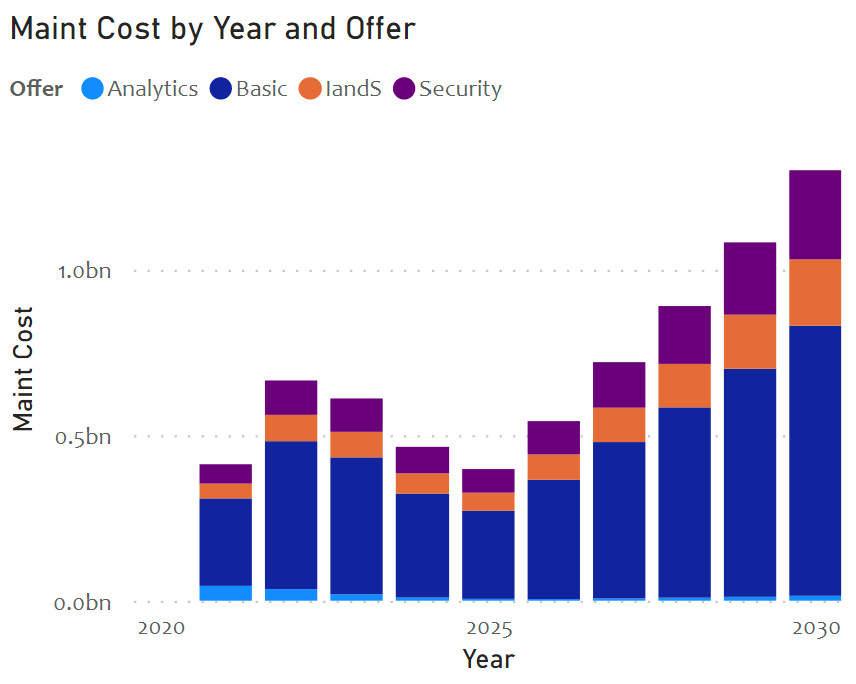 Maint Cost by Year and Offer
Offer Analytics Basic IandS Security
1.0bn
0.5bn
0.0bn
Maint Cost
2020 2025 2030
Year